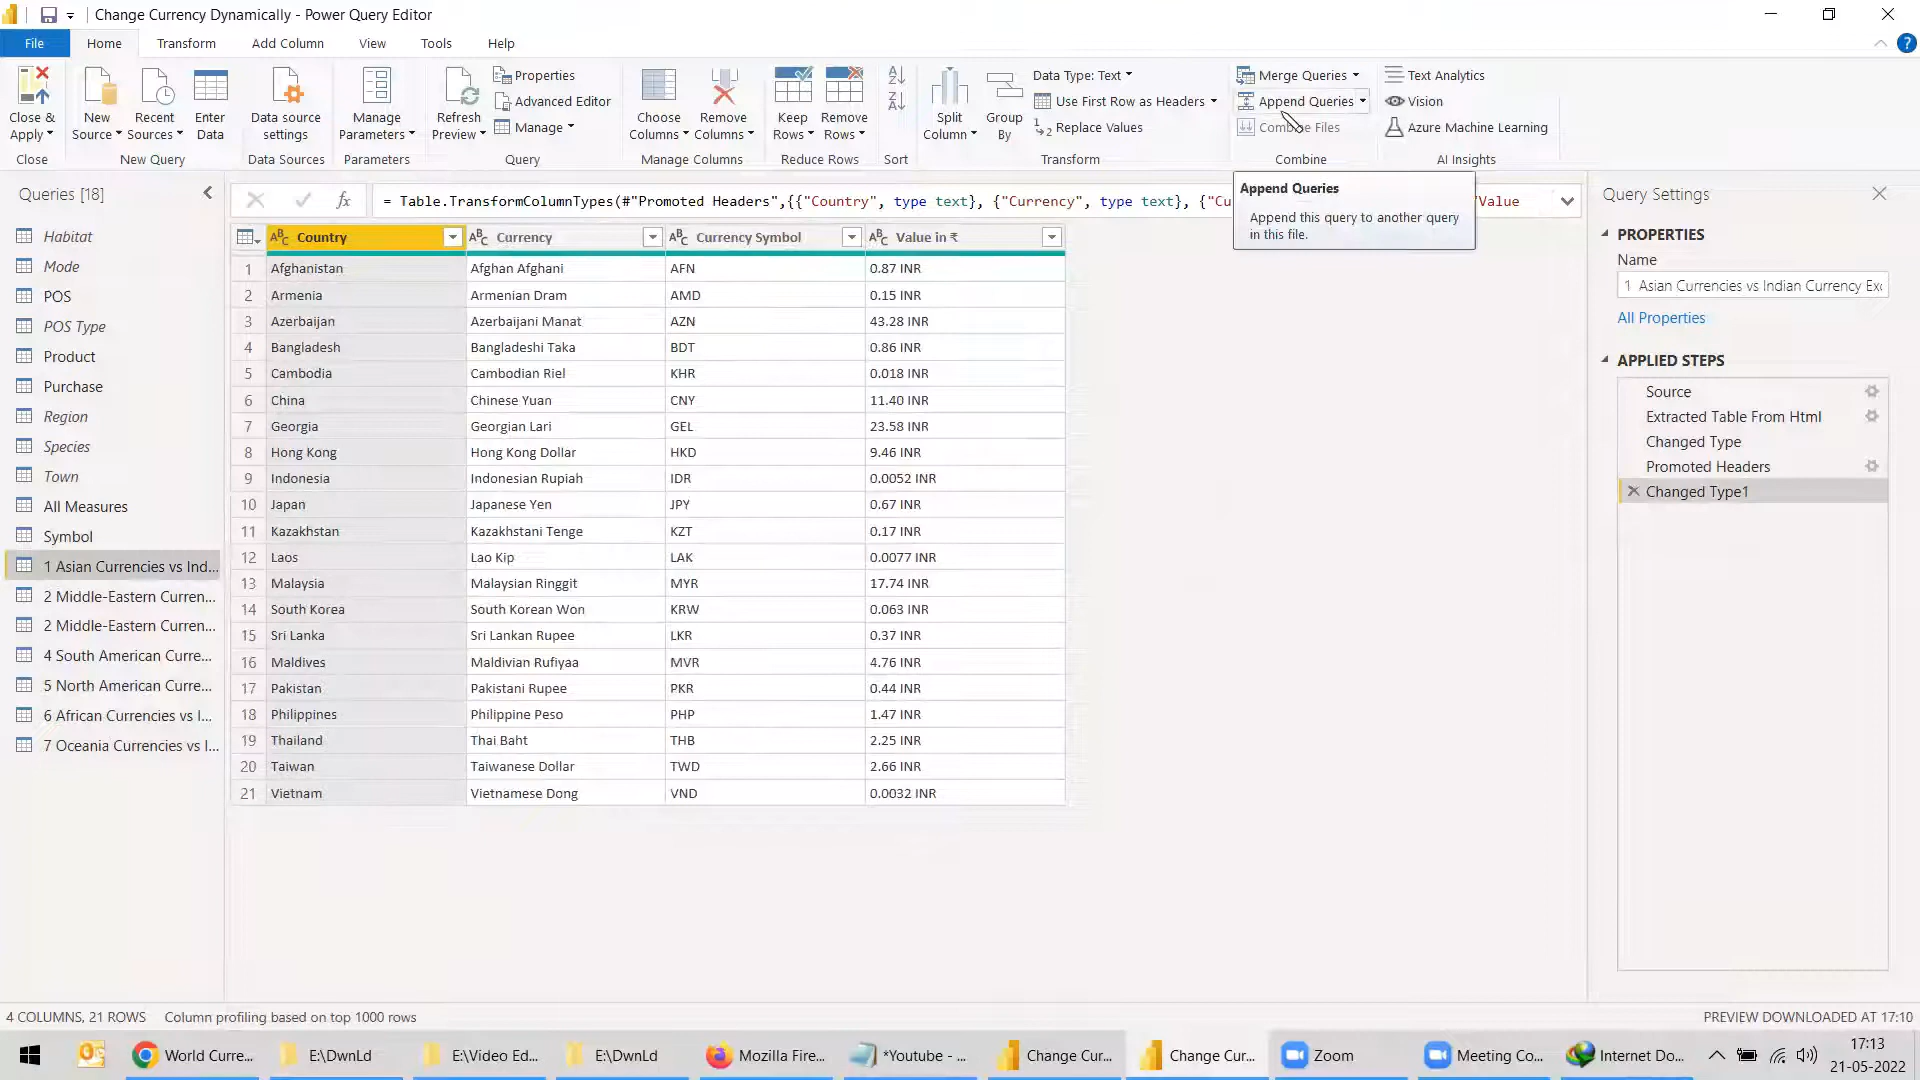 Change Currency Dynamically - Power Query Editor
File Home Transform Add Column View Tools Help
Close & Apply
Close
New Source
Recent Sources
Enter Data
New Query
Data source settings
Data Sources
Manage Parameters
Parameters
Refresh Preview
Properties
Advanced Editor
Manage
Query
Choose Columns
Remove Columns
Manage Columns
Keep Rows
Remove Rows
Reduce Rows
Sort
Split Column
Group By
Data Type: Text
Use First Row as Headers
Replace Values
Transform
Merge Queries
Append Queries
Combine Files
Combine
Text Analytics
Vision
Azure Machine Learning
AI Insights
Append Queries
Append this query to another query
in this file.
Queries [18]
Habitat
Mode
POS
POS Type
Product
Purchase
Region
Species
Town
All Measures
Symbol
1 Asian Currencies vs Ind...
2 Middle-Eastern Curren...
2 Middle-Eastern Curren...
4 South American Curre...
5 North American Curre...
6 African Currencies vs I...
7 Oceania Currencies vs I...
= Table.TransformColumnTypes(#"Promoted Headers",{{"Country", type text}, {"Currency", type text}, {"Cu
"Value
Country Currency Currency Symbol Value in ₹
1 Afghanistan Afghan Afghani AFN 0.87 INR
2 Armenia Armenian Dram AMD 0.15 INR
3 Azerbaijan Azerbaijani Manat AZN 43.28 INR
4 Bangladesh Bangladeshi Taka BDT 0.86 INR
5 Cambodia Cambodian Riel KHR 0.018 INR
6 China Chinese Yuan CNY 11.40 INR
7 Georgia Georgian Lari GEL 23.58 INR
8 Hong Kong Hong Kong Dollar HKD 9.46 INR
9 Indonesia Indonesian Rupiah IDR 0.0052 INR
10 Japan Japanese Yen JPY 0.67 INR
11 Kazakhstan Kazakhstani Tenge KZT 0.17 INR
12 Laos Lao Kip LAK 0.0077 INR
13 Malaysia Malaysian Ringgit MYR 17.74 INR
14 South Korea South Korean Won KRW 0.063 INR
15 Sri Lanka Sri Lankan Rupee LKR 0.37 INR
16 Maldives Maldivian Rufiyaa MVR 4.76 INR
17 Pakistan Pakistani Rupee PKR 0.44 INR
18 Philippines Philippine Peso PHP 1.47 INR
19 Thailand Thai Baht THB 2.25 INR
20 Taiwan Taiwanese Dollar TWD 2.66 INR
21 Vietnam Vietnamese Dong VND 0.0032 INR
Query Settings
PROPERTIES
Name
1 Asian Currencies vs Indian Currency Exc
All Properties
APPLIED STEPS
Source
Extracted Table From Html
Changed Type
Promoted Headers
Changed Type1
4 COLUMNS, 21 ROWS Column profiling based on top 1000 rows
PREVIEW DOWNLOADED AT 17:10
World Curre...
E:\DwnLd
E:\Video Ed...
E:\DwnLd
Mozilla Fire...
*Youtube - ...
Change Cur...
Change Cur...
Zoom
Meeting Co...
Internet Do...
17:13
21-05-2022